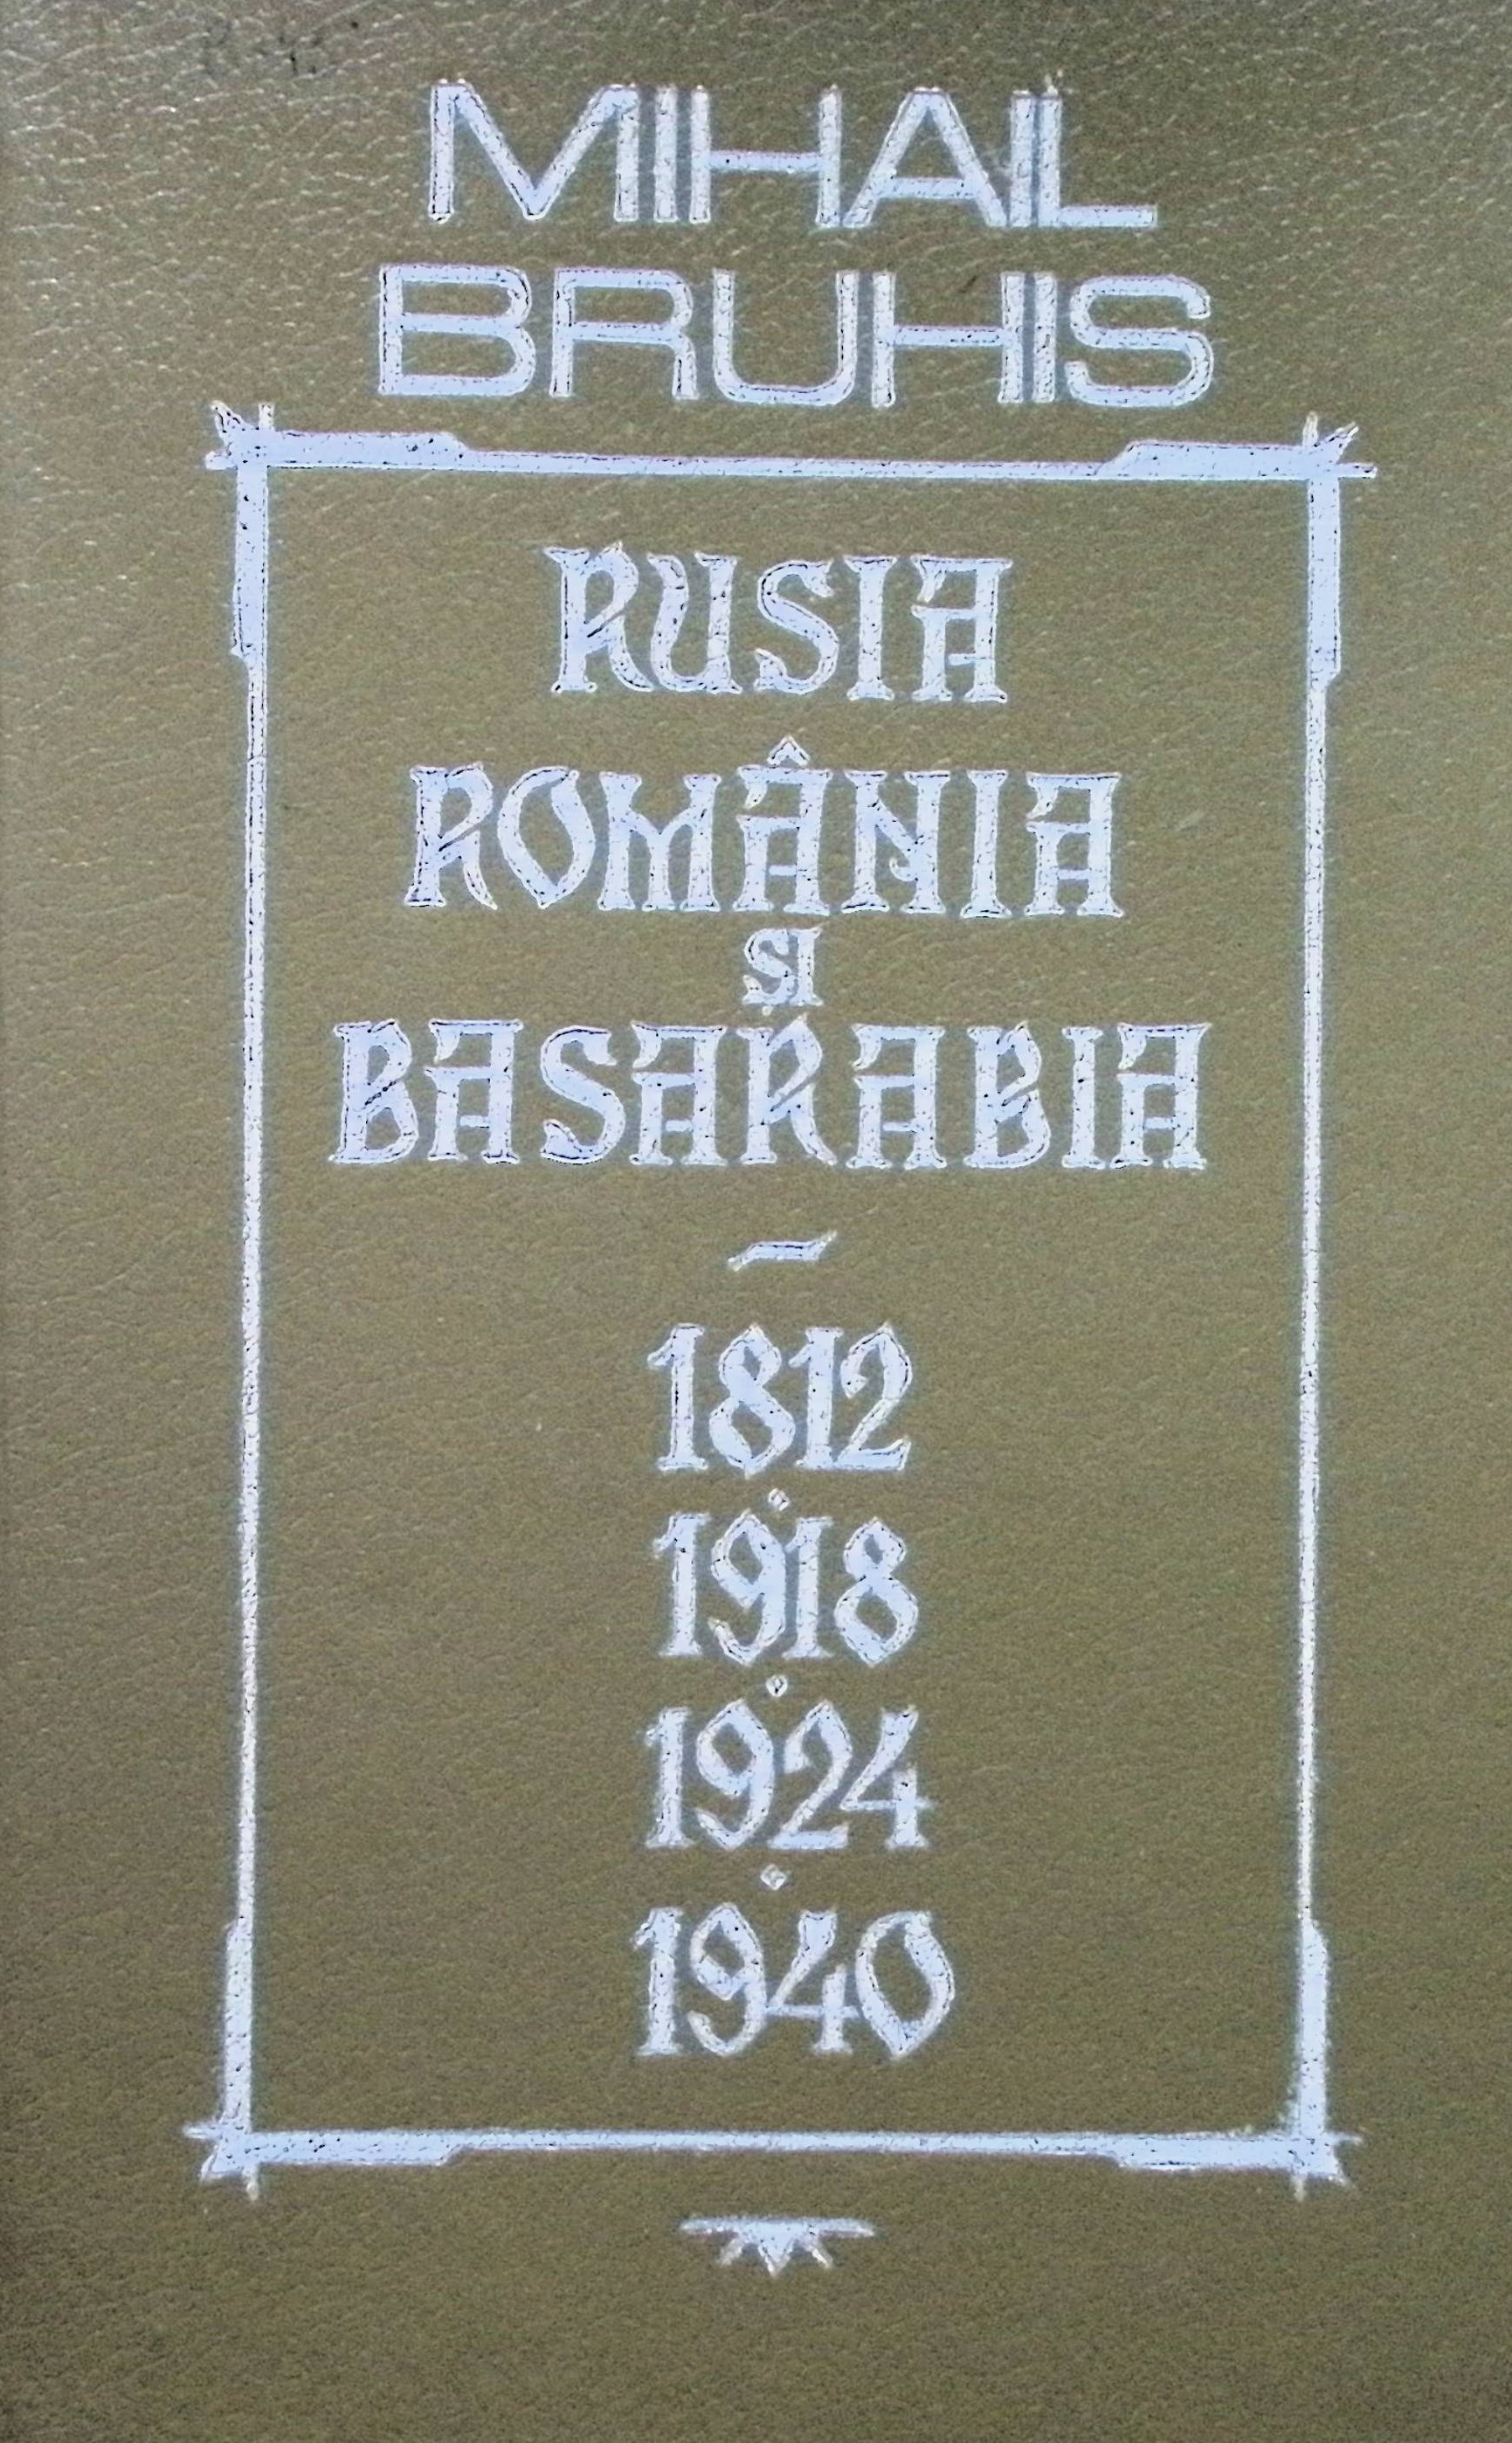 MIHAIL
BRUHIS
RUSIA
ROMÂNIA
ȘI
BASARABIA
-
1812
1918
1924
1940